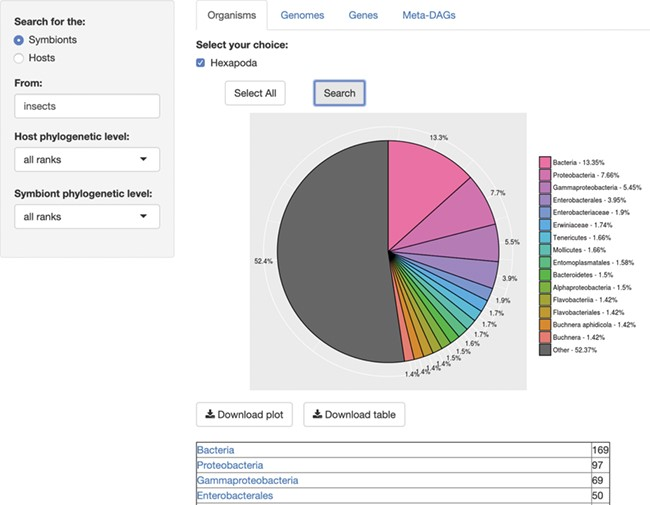 Search for the:
Symbionts
Hosts
From:
insects
Host phylogenetic level:
all ranks
Symbiont phylogenetic level:
all ranks
Organisms Genomes Genes Meta-DAGs
Select your choice:
Hexapoda
Select All Search
13.3%
7.7%
5.5%
3.9%
1.9%
1.7%
1.7%
1.7%
1.6%
1.5%
1.5%
1.4%
1.4%
1.4%
1.4%
52.4%
Bacteria - 13.35%
Proteobacteria - 7.66%
Gammaproteobacteria - 5.45%
Enterobacterales - 3.95%
Enterobacteriaceae - 1.9%
Erwiniaceae - 1.74%
Tenericutes - 1.66%
Mollicutes - 1.66%
Entomoplasmatales - 1.58%
Bacteroidetes - 1.5%
Alphaproteobacteria - 1.5%
Flavobacteriia - 1.42%
Flavobacteriales - 1.42%
Buchnera aphidicola - 1.42%
Buchnera - 1.42%
Other - 52.37%
Download plot Download table
Bacteria 169
Proteobacteria 97
Gammaproteobacteria 69
Enterobacterales 50